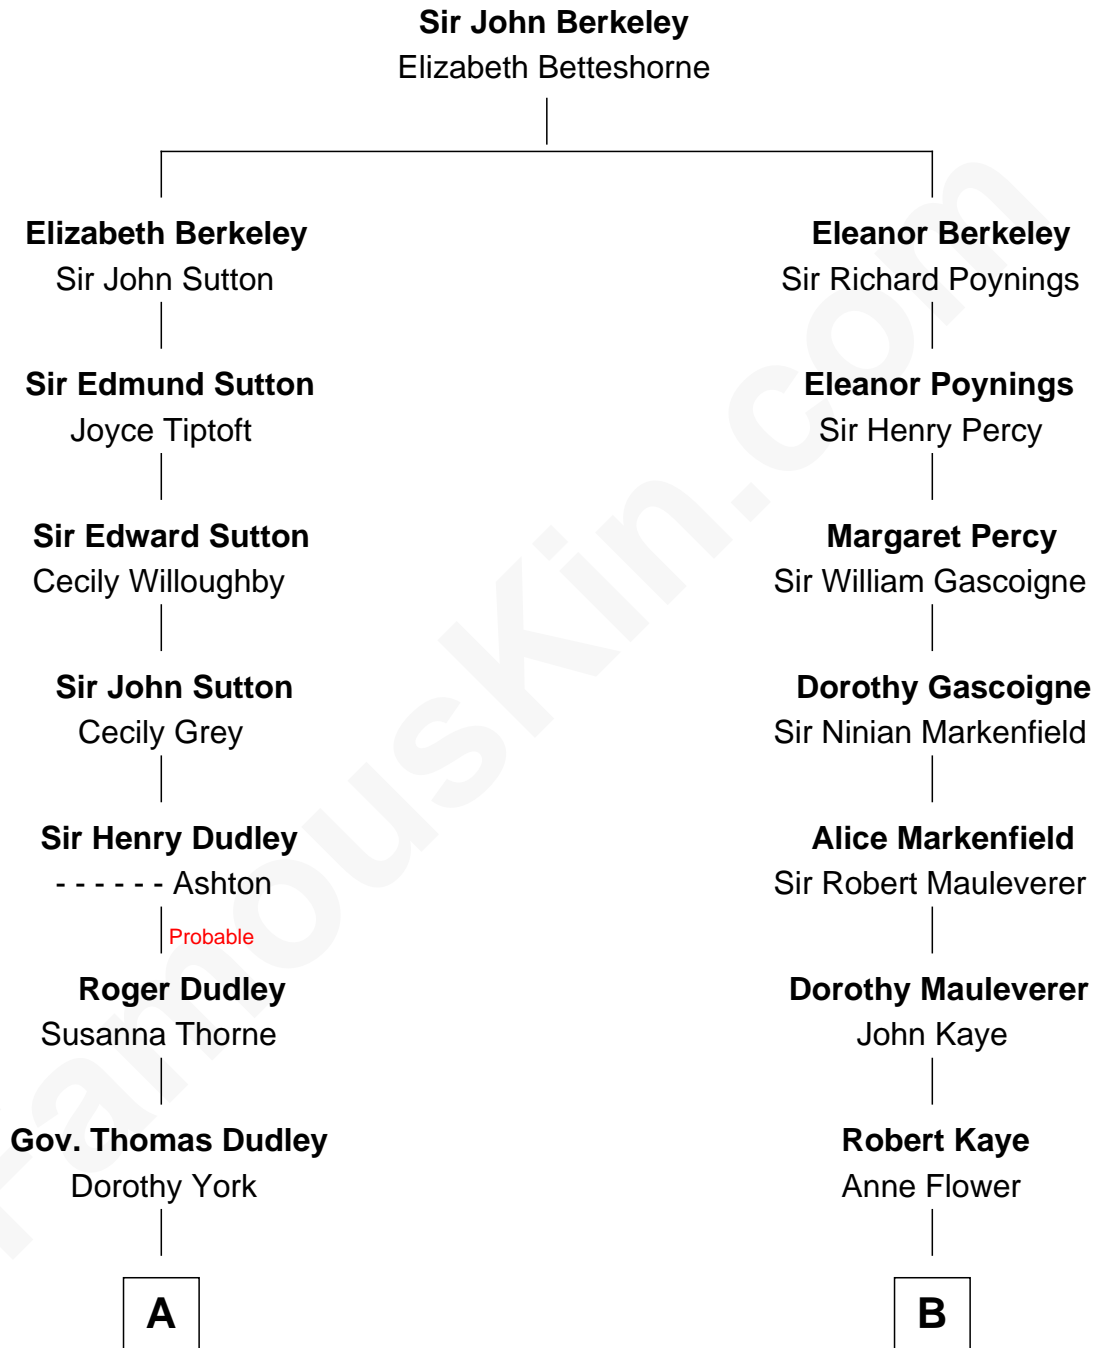 Sir John Berkeley
Elizabeth Betteshorne
Elizabeth Berkeley
Sir John Sutton
Eleanor Berkeley
Sir Richard Poynings
Sir Edmund Sutton
Joyce Tiptoft
Eleanor Poynings
Sir Henry Percy
Sir Edward Sutton
Cecily Willoughby
Margaret Percy
Sir William Gascoigne
Sir John Sutton
Cecily Grey
Dorothy Gascoigne
Sir Ninian Markenfield
Sir Henry Dudley
- - - - - - Ashton
Probable
Alice Markenfield
Sir Robert Mauleverer
Roger Dudley
Susanna Thorne
Dorothy Mauleverer
John Kaye
Gov. Thomas Dudley
Dorothy York
Robert Kaye
Anne Flower
A
B
FamousKin.com